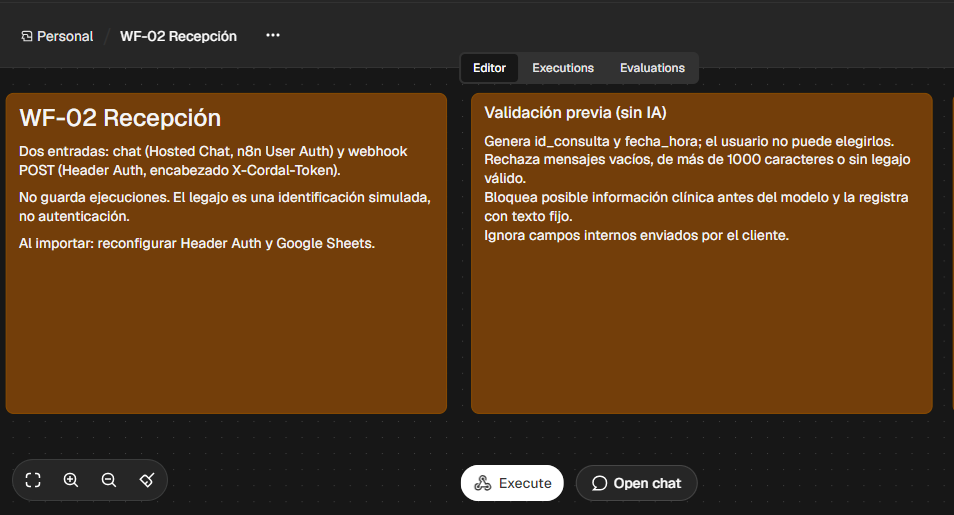 Personal / WF-02 Recepción ...
Editor Executions Evaluations
WF-02 Recepción
Dos entradas: chat (Hosted Chat, n8n User Auth) y webhook
POST (Header Auth, encabezado X-Cordal-Token).
No guarda ejecuciones. El legajo es una identificación simulada,
no autenticación.
Al importar: reconfigurar Header Auth y Google Sheets.
Validación previa (sin IA)
Genera id_consulta y fecha_hora; el usuario no puede elegirlos.
Rechaza mensajes vacíos, de más de 1000 caracteres o sin legajo
válido.
Bloquea posible información clínica antes del modelo y la registra
con texto fijo.
Ignora campos internos enviados por el cliente.
Execute
Open chat